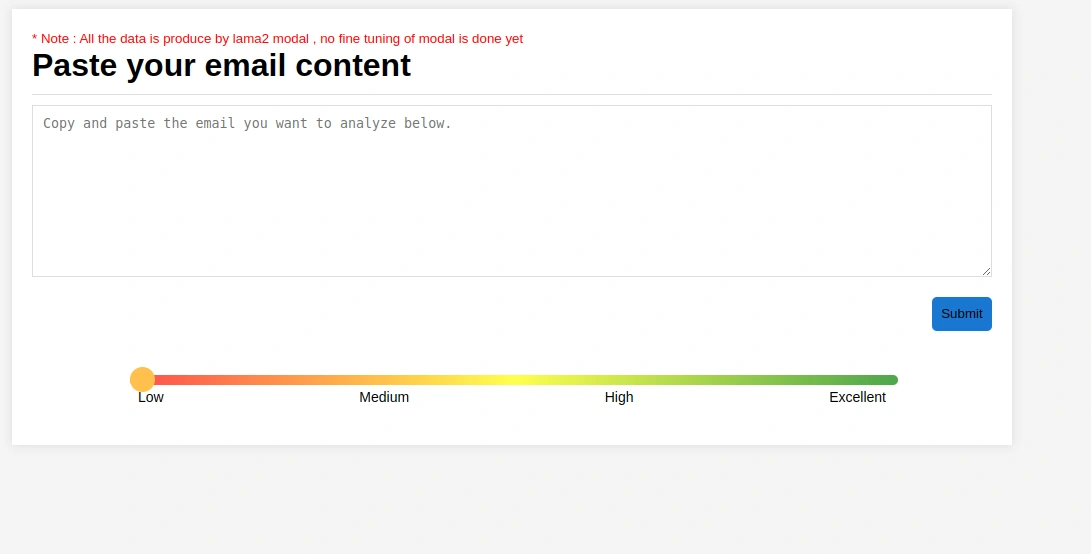 * Note : All the data is produce by lama2 modal , no fine tuning of modal is done yet
Paste your email content
Copy and paste the email you want to analyze below.
Submit
Low Medium High Excellent